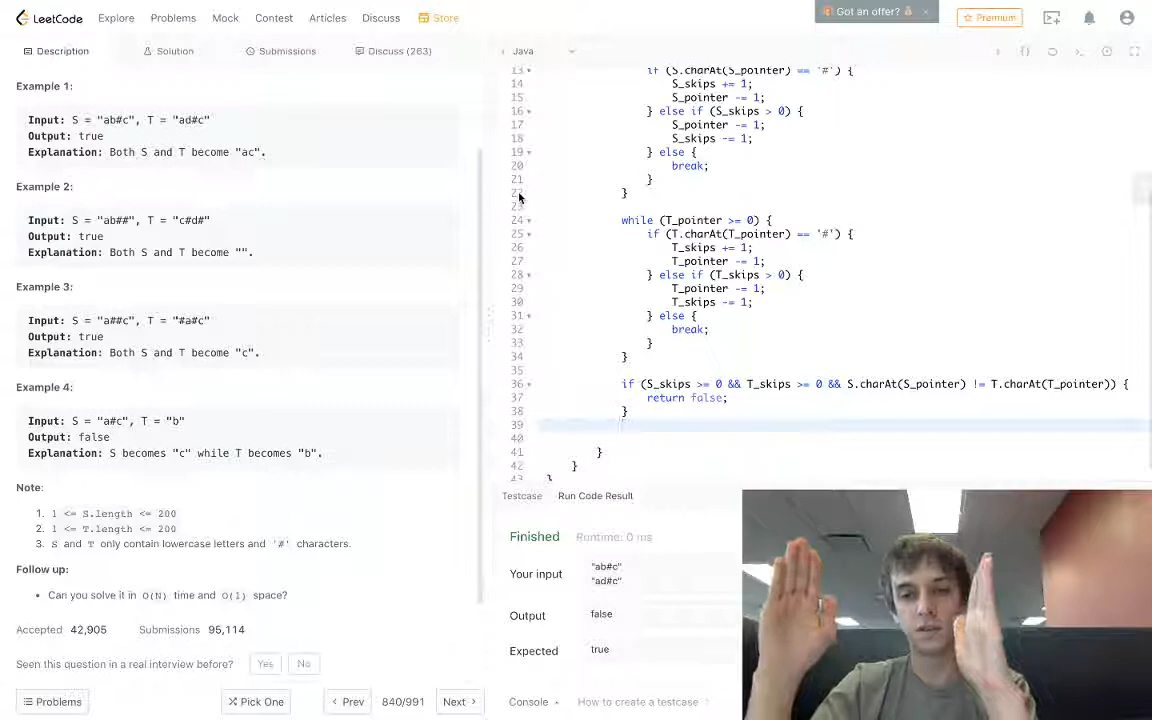 LeetCode
Explore
Problems
Mock
Contest
Articles
Discuss
Store
Got an offer?
Premium
Description
Solution
Submissions
Discuss (263)
Java
Example 1:
Input: S = "ab#c", T = "ad#c"
Output: true
Explanation: Both S and T become "ac".
Example 2:
Input: S = "ab##", T = "c#d#"
Output: true
Explanation: Both S and T become "".
Example 3:
Input: S = "a##c", T = "#a#c"
Output: true
Explanation: Both S and T become "c".
Example 4:
Input: S = "a#c", T = "b"
Output: false
Explanation: S becomes "c" while T becomes "b".
Note:
1. 1 <= S.length <= 200
2. 1 <= T.length <= 200
3. S and T only contain lowercase letters and '#' characters.
Follow up:
• Can you solve it in O(N) time and O(1) space?
Accepted 42,905 Submissions 95,114
Seen this question in a real interview before? Yes No
Problems
Pick One
Prev
840/991
Next
13 if (S.charAt(S_pointer) == '#') {
14 S_skips += 1;
15 S_pointer -= 1;
16 } else if (S_skips > 0) {
17 S_pointer -= 1;
18 S_skips -= 1;
19 } else {
20 break;
21 }
22 }
23
24 while (T_pointer >= 0) {
25 if (T.charAt(T_pointer) == '#') {
26 T_skips += 1;
27 T_pointer -= 1;
28 } else if (T_skips > 0) {
29 T_pointer -= 1;
30 T_skips -= 1;
31 } else {
32 break;
33 }
34 }
35
36 if (S_skips >= 0 && T_skips >= 0 && S.charAt(S_pointer) != T.charAt(T_pointer)) {
37 return false;
38 }
39
40
41 }
42 }
43 }
Testcase
Run Code Result
Finished Runtime: 0 ms
Your input "ab#c"
"ad#c"
Output false
Expected true
Console
How to create a testcase